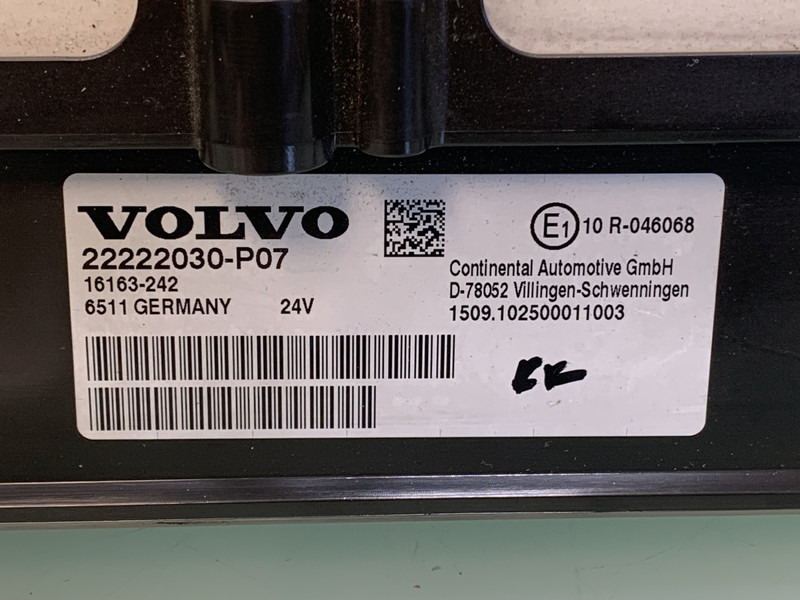 VOLVO
22222030-P07
16163-242
6511 GERMANY 24V
E1 10 R-046068
Continental Automotive GmbH
D-78052 Villingen-Schwenningen
1509.102500011003